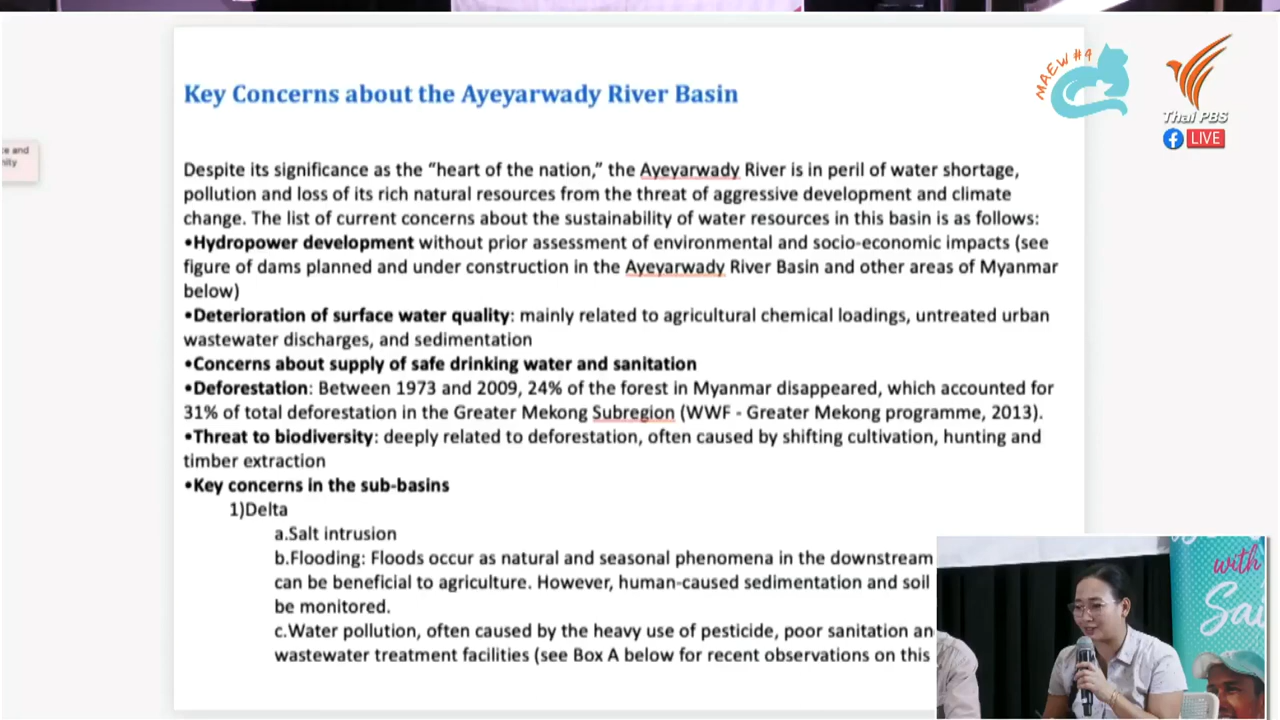 Key Concerns about the Ayeyarwady River Basin
MAEW #4
Thai PBS
LIVE
Despite its significance as the “heart of the nation,” the Ayeyarwady River is in peril of water shortage,
pollution and loss of its rich natural resources from the threat of aggressive development and climate
change. The list of current concerns about the sustainability of water resources in this basin is as follows:
•Hydropower development without prior assessment of environmental and socio-economic impacts (see
figure of dams planned and under construction in the Ayeyarwady River Basin and other areas of Myanmar
below)
•Deterioration of surface water quality: mainly related to agricultural chemical loadings, untreated urban
wastewater discharges, and sedimentation
•Concerns about supply of safe drinking water and sanitation
•Deforestation: Between 1973 and 2009, 24% of the forest in Myanmar disappeared, which accounted for
31% of total deforestation in the Greater Mekong Subregion (WWF - Greater Mekong programme, 2013).
•Threat to biodiversity: deeply related to deforestation, often caused by shifting cultivation, hunting and
timber extraction
•Key concerns in the sub-basins
1)Delta
a.Salt intrusion
b.Flooding: Floods occur as natural and seasonal phenomena in the downstream
can be beneficial to agriculture. However, human-caused sedimentation and soil
be monitored.
c.Water pollution, often caused by the heavy use of pesticide, poor sanitation an
wastewater treatment facilities (see Box A below for recent observations on this
with